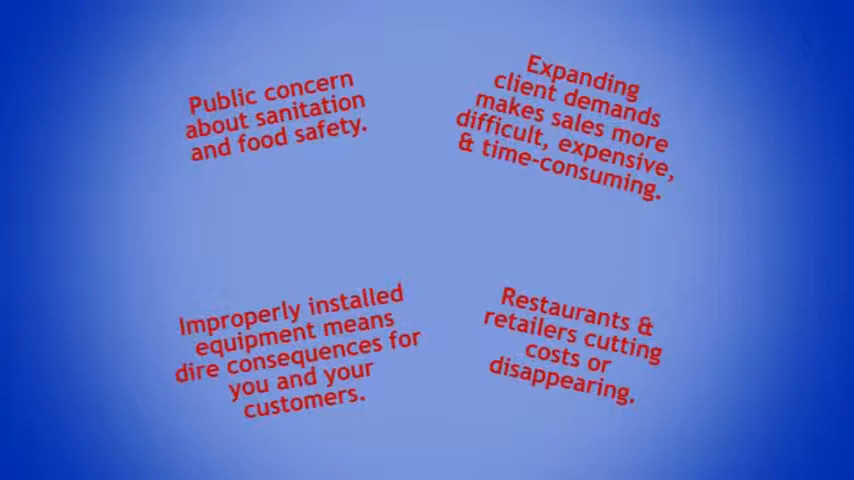 Public concern
about sanitation
and food safety.
Expanding
client demands
makes sales more
difficult, expensive,
& time-consuming.
Improperly installed
equipment means
dire consequences for
you and your
customers.
Restaurants &
retailers cutting
costs or
disappearing.